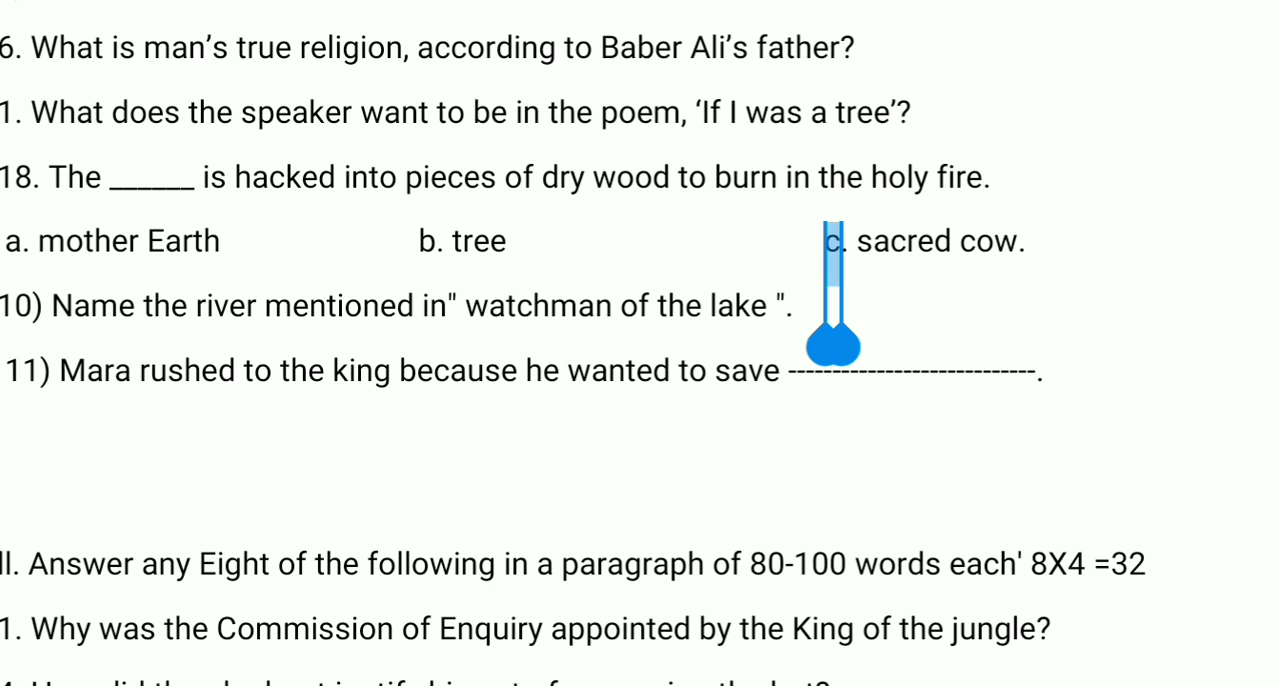 6. What is man’s true religion, according to Baber Ali’s father?
1. What does the speaker want to be in the poem, ‘If I was a tree’?
18. The ______ is hacked into pieces of dry wood to burn in the holy fire.
a. mother Earth b. tree c. sacred cow.
10) Name the river mentioned in" watchman of the lake ".
11) Mara rushed to the king because he wanted to save ----------------------------.
II. Answer any Eight of the following in a paragraph of 80-100 words each' 8X4 =32
1. Why was the Commission of Enquiry appointed by the King of the jungle?